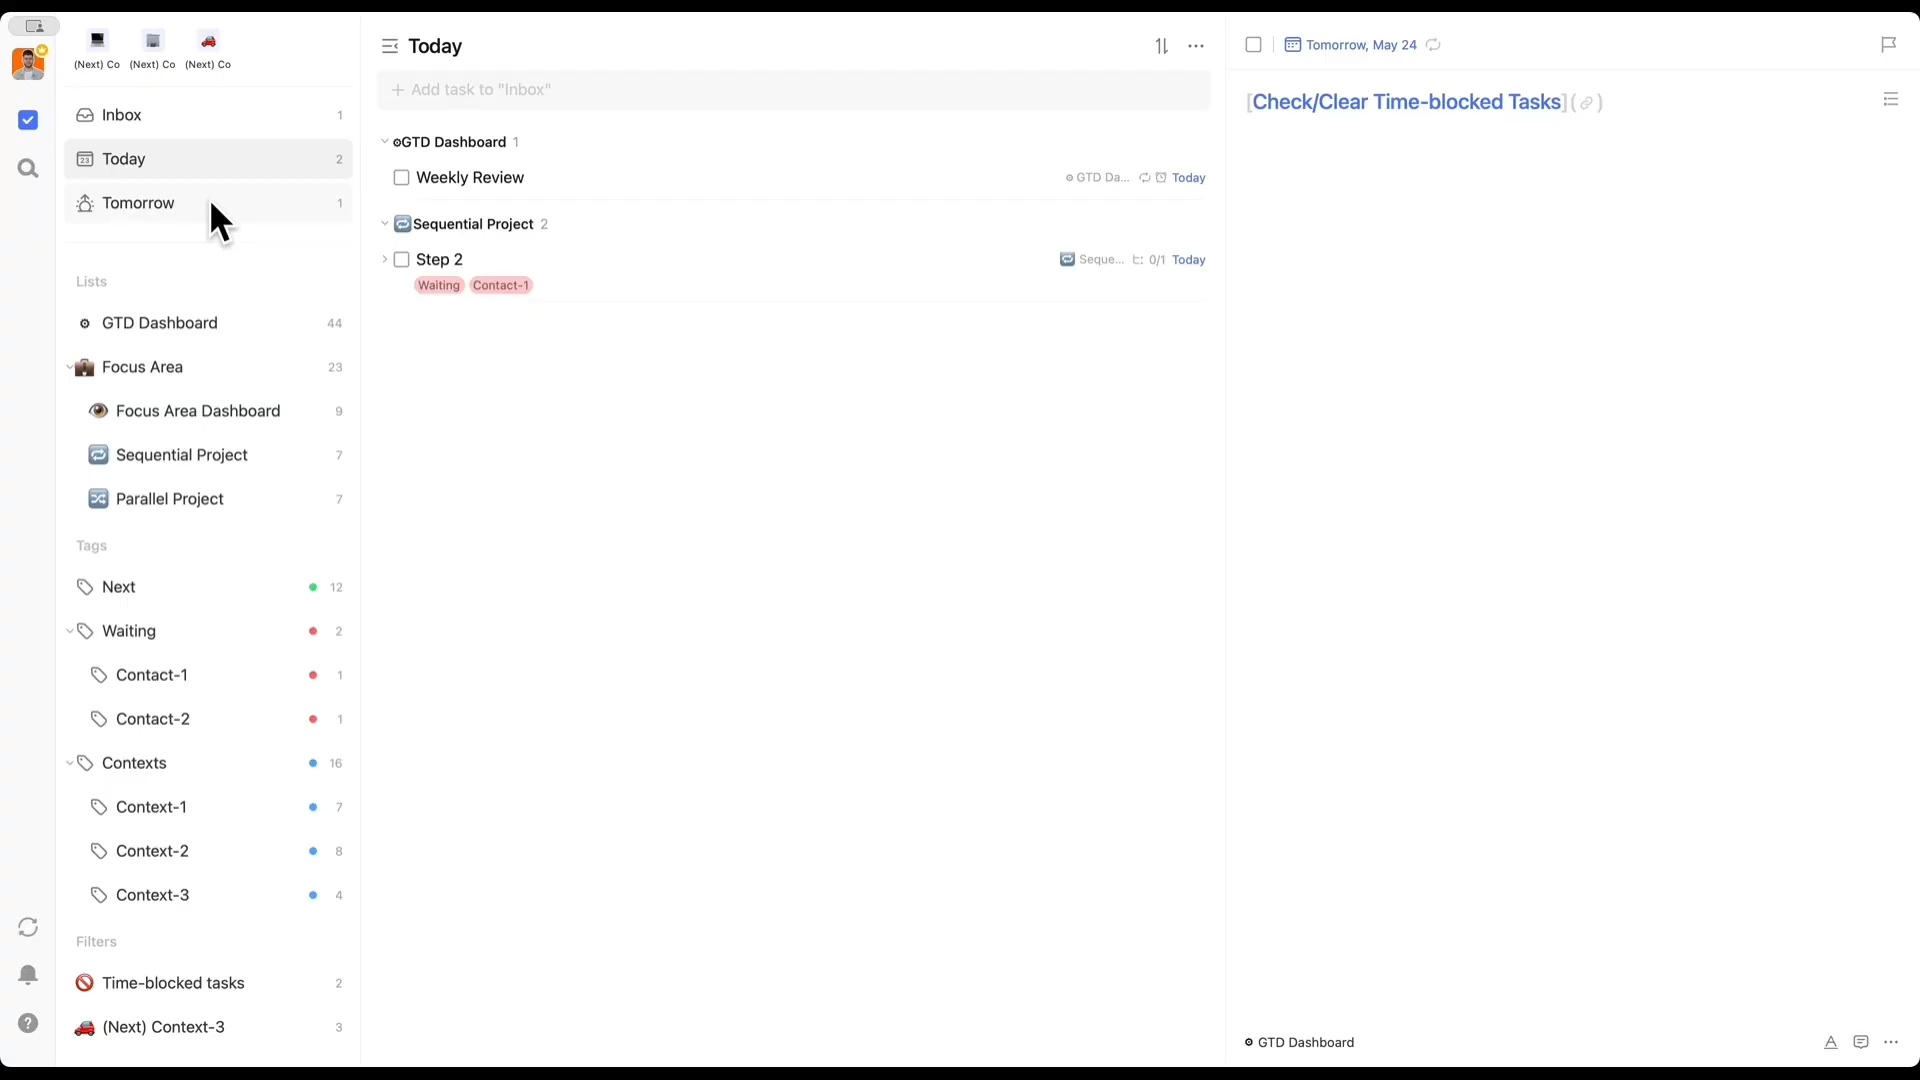 (Next) Co (Next) Co (Next) Co
Inbox 1
23 Today 2
Tomorrow 1
Lists
GTD Dashboard 44
Focus Area 23
Focus Area Dashboard 9
Sequential Project 7
Parallel Project 7
Tags
Next 12
Waiting 2
Contact-1 1
Contact-2 1
Contexts 16
Context-1 7
Context-2 8
Context-3 4
Filters
Time-blocked tasks 2
(Next) Context-3 3
Today
+ Add task to "Inbox"
GTD Dashboard 1
Weekly Review GTD Da... Today
Sequential Project 2
Step 2 Seque... 0/1 Today
Waiting Contact-1
Tomorrow, May 24
[Check/Clear Time-blocked Tasks]( )
GTD Dashboard